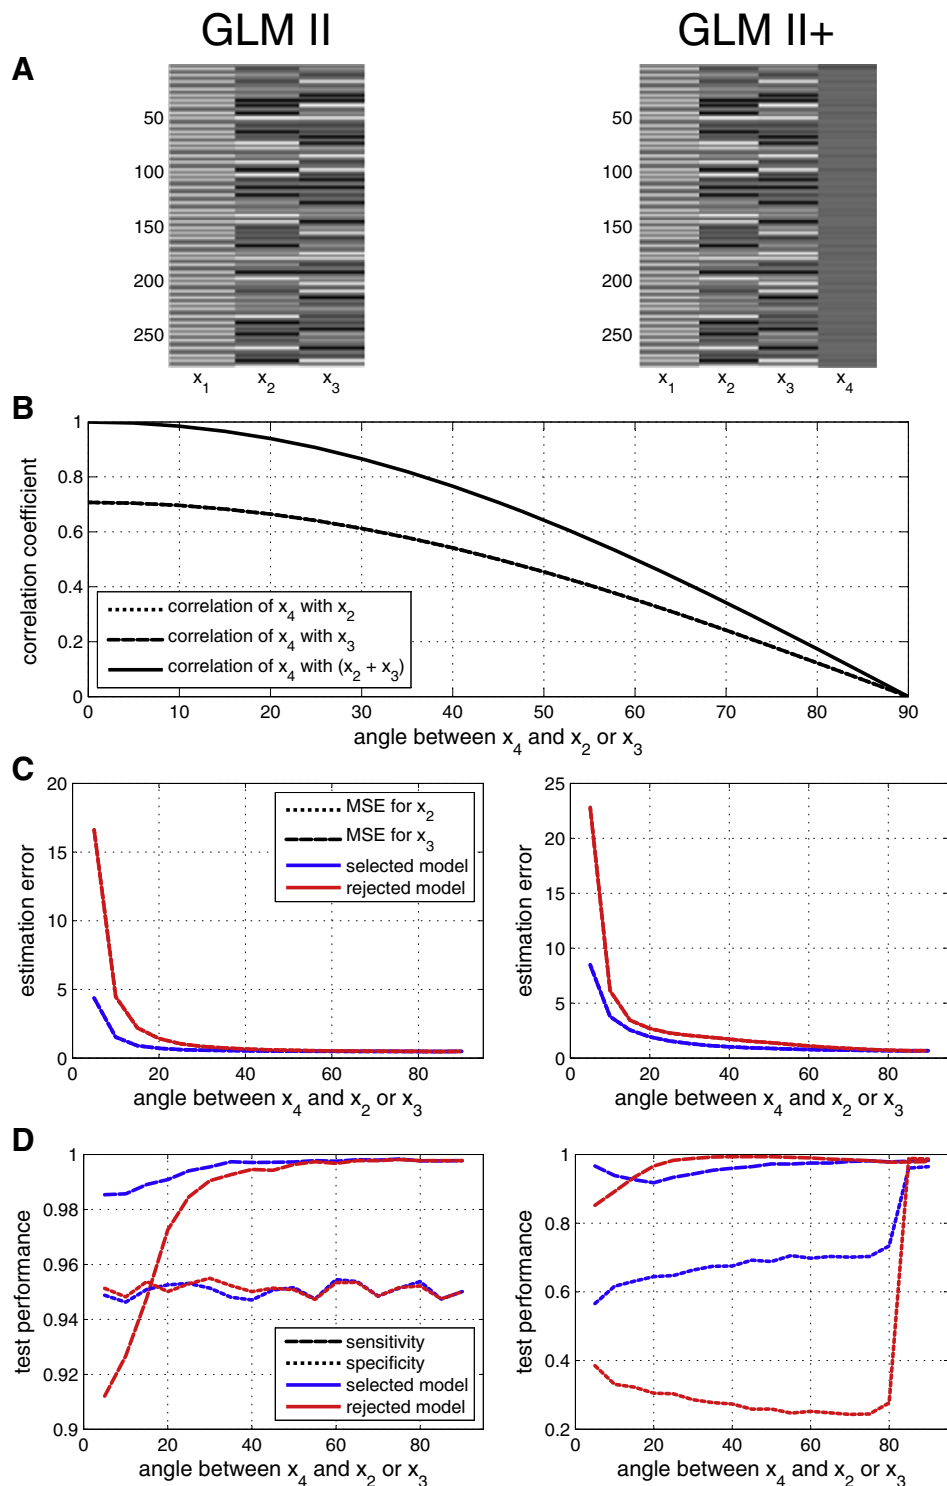 GLM II
GLM II+
A
50
100
150
200
250
x1 x2 x3
50
100
150
200
250
x1 x2 x3 x4
B
correlation coefficient
1
0.8
0.6
0.4
0.2
0
correlation of x4 with x2
correlation of x4 with x3
correlation of x4 with (x2 + x3)
0 10 20 30 40 50 60 70 80 90
angle between x4 and x2 or x3
C
estimation error
20
15
10
5
0
MSE for x2
MSE for x3
selected model
rejected model
0 20 40 60 80
angle between x4 and x2 or x3
estimation error
25
20
15
10
5
0
0 20 40 60 80
angle between x4 and x2 or x3
D
test performance
1
0.98
0.96
0.94
0.92
0.9
sensitivity
specificity
selected model
rejected model
0 20 40 60 80
angle between x4 and x2 or x3
test performance
1
0.8
0.6
0.4
0.2
0 20 40 60 80
angle between x4 and x2 or x3